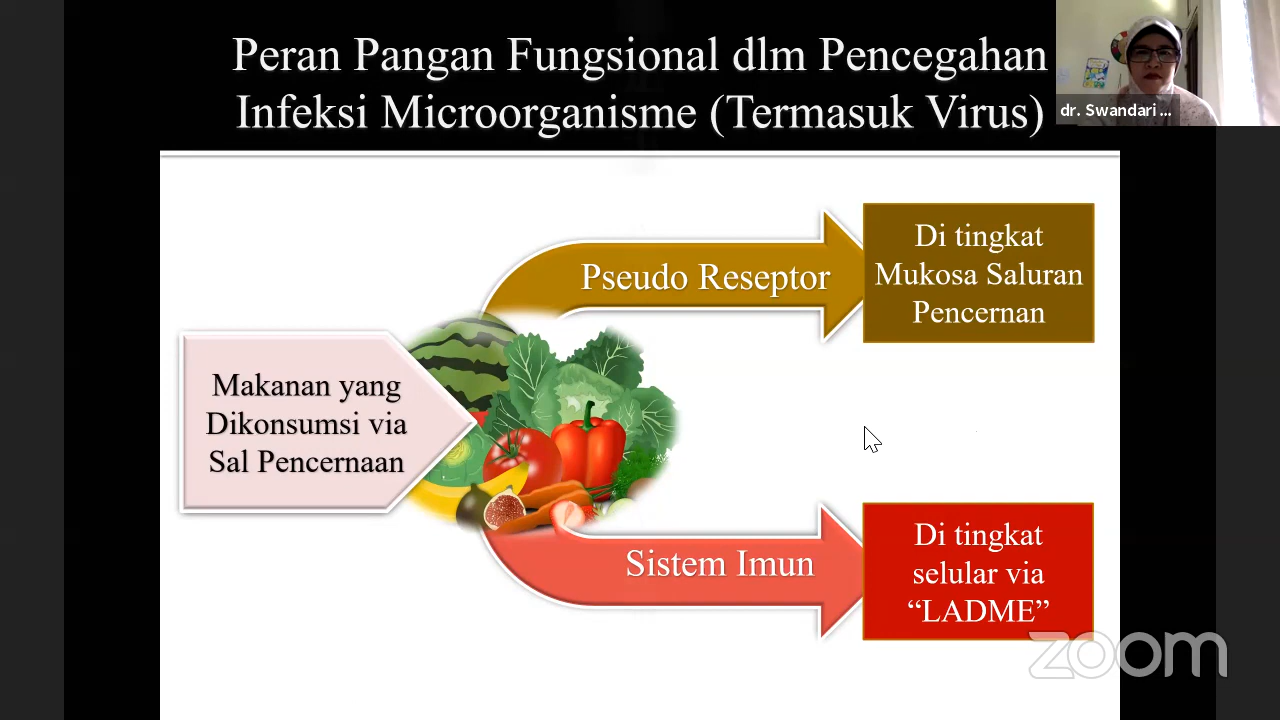 Peran Pangan Fungsional dlm Pencegahan
Infeksi Microorganisme (Termasuk Virus)
dr. Swandari ...
Pseudo Reseptor
Di tingkat
Mukosa Saluran
Pencernan
Makanan yang
Dikonsumsi via
Sal Pencernaan
Sistem Imun
Di tingkat
selular via
“LADME”
zoom